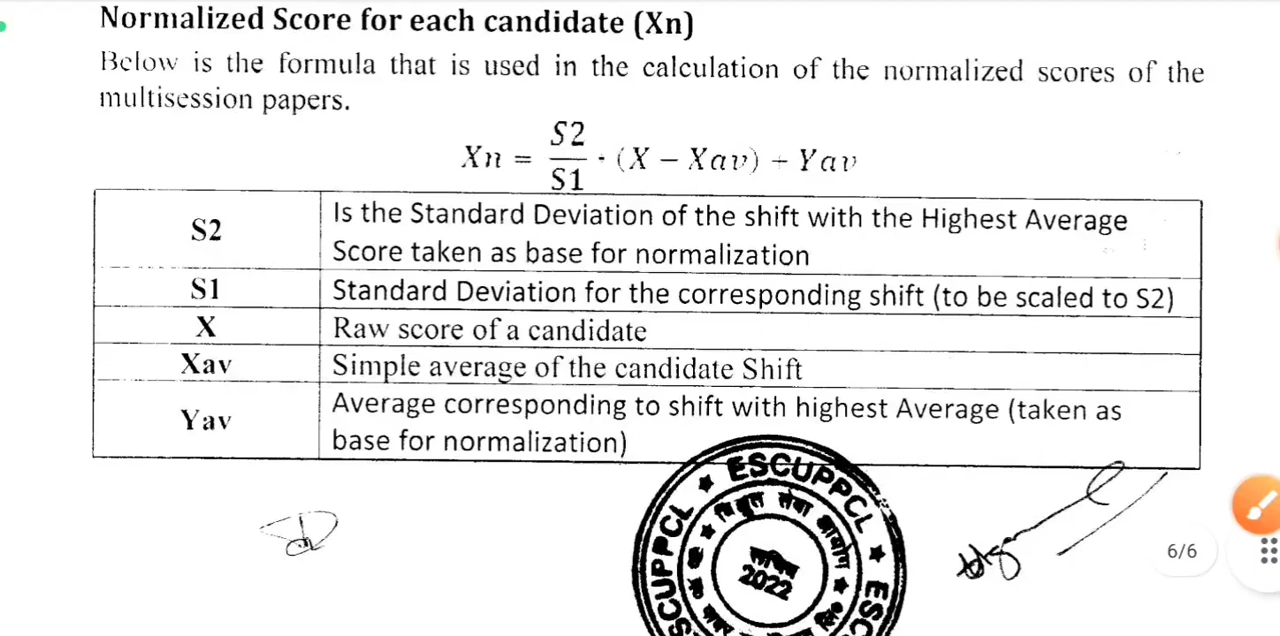 Normalized Score for each candidate (Xn)
Below is the formula that is used in the calculation of the normalized scores of the
multisession papers.
Xn = S2/S1 · (X − Xav) + Yav
S2 Is the Standard Deviation of the shift with the Highest Average
Score taken as base for normalization
S1 Standard Deviation for the corresponding shift (to be scaled to S2)
X Raw score of a candidate
Xav Simple average of the candidate Shift
Yav Average corresponding to shift with highest Average (taken as
base for normalization)
ESCUPPCL ★ ESCUPPCL ★ ESC
विद्युत सेवा आयोग
सचिव
2022
6/6